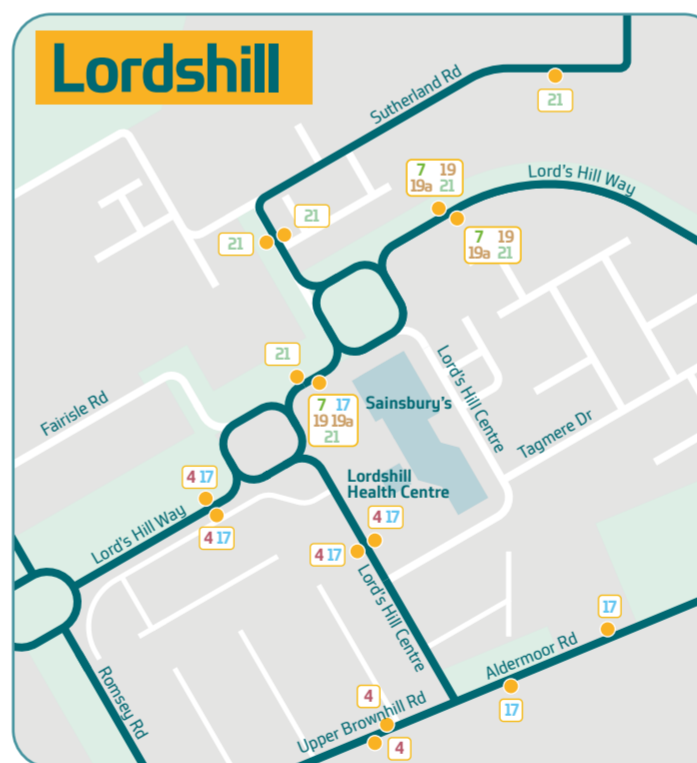 Lordshill
Sutherland Rd
21
7 19
19a 21
Lord's Hill Way
21
21
7 19
19a 21
21
7 17
19 19a
21
Sainsbury's
Lord's Hill Centre
Fairisle Rd
Tagmere Dr
Lordshill
Health Centre
4 17
4 17
Lord's Hill Way
4 17
4 17
Lord's Hill Centre
17
Aldermoor Rd
17
Romsey Rd
4
Upper Brownhill Rd
4